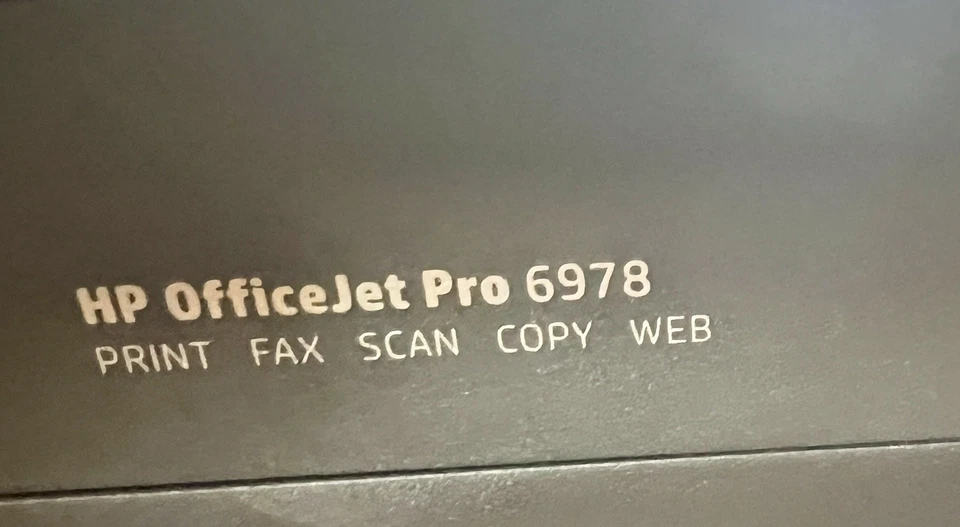 HP OfficeJet Pro 6978
PRINT FAX SCAN COPY WEB